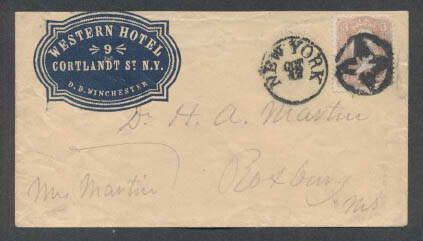 WESTERN HOTEL
9
CORTLANDT ST. N.Y.
D. D. WINCHESTER
NEW YORK
Dr. H. A. Martin
Mrs Martin
Roxbury
Ms